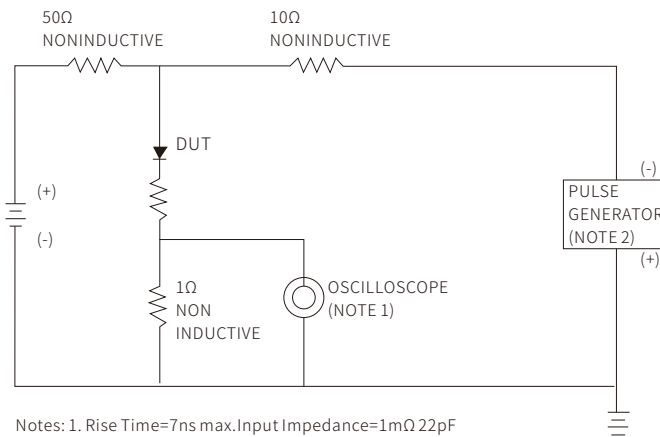 50Ω
NONINDUCTIVE
10Ω
NONINDUCTIVE
DUT
(+)
(-)
(-)
PULSE
GENERATOR
(NOTE 2)
(+)
1Ω
NON
INDUCTIVE
OSCILLOSCOPE
(NOTE 1)
Notes: 1. Rise Time=7ns max.Input Impedance=1mΩ 22pF